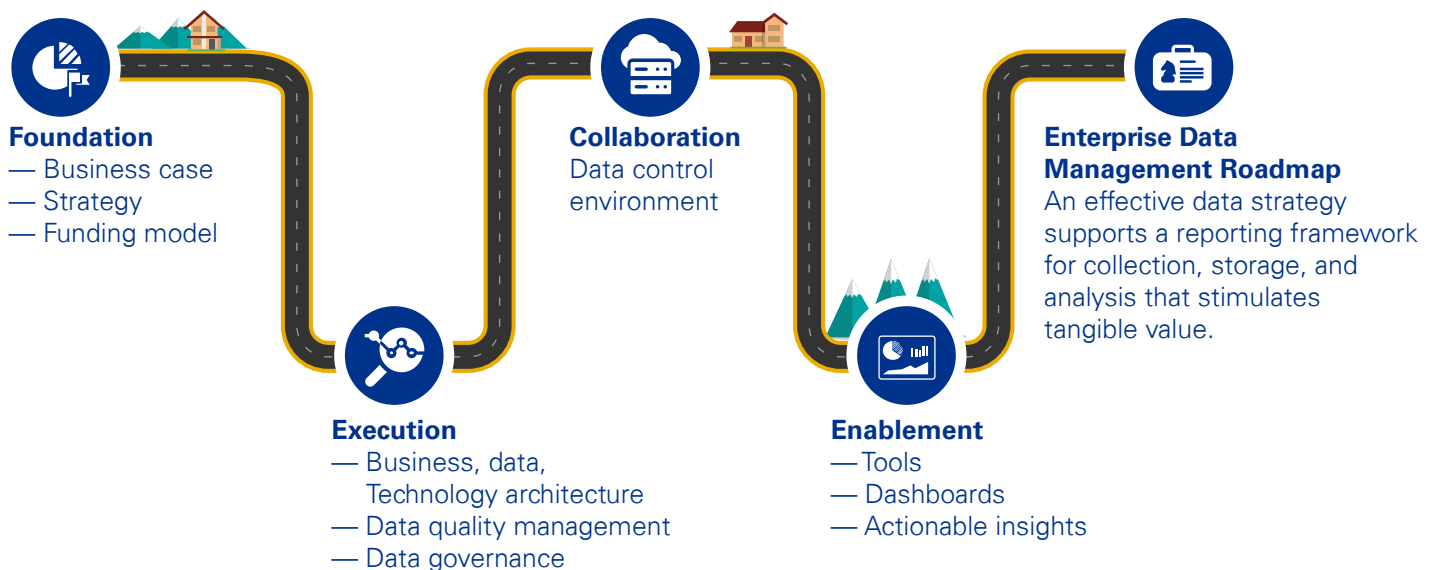 Foundation
— Business case
— Strategy
— Funding model
Execution
— Business, data,
Technology architecture
— Data quality management
— Data governance
Collaboration
Data control
environment
Enablement
— Tools
— Dashboards
— Actionable insights
Enterprise Data
Management Roadmap
An effective data strategy
supports a reporting framework
for collection, storage, and
analysis that stimulates
tangible value.